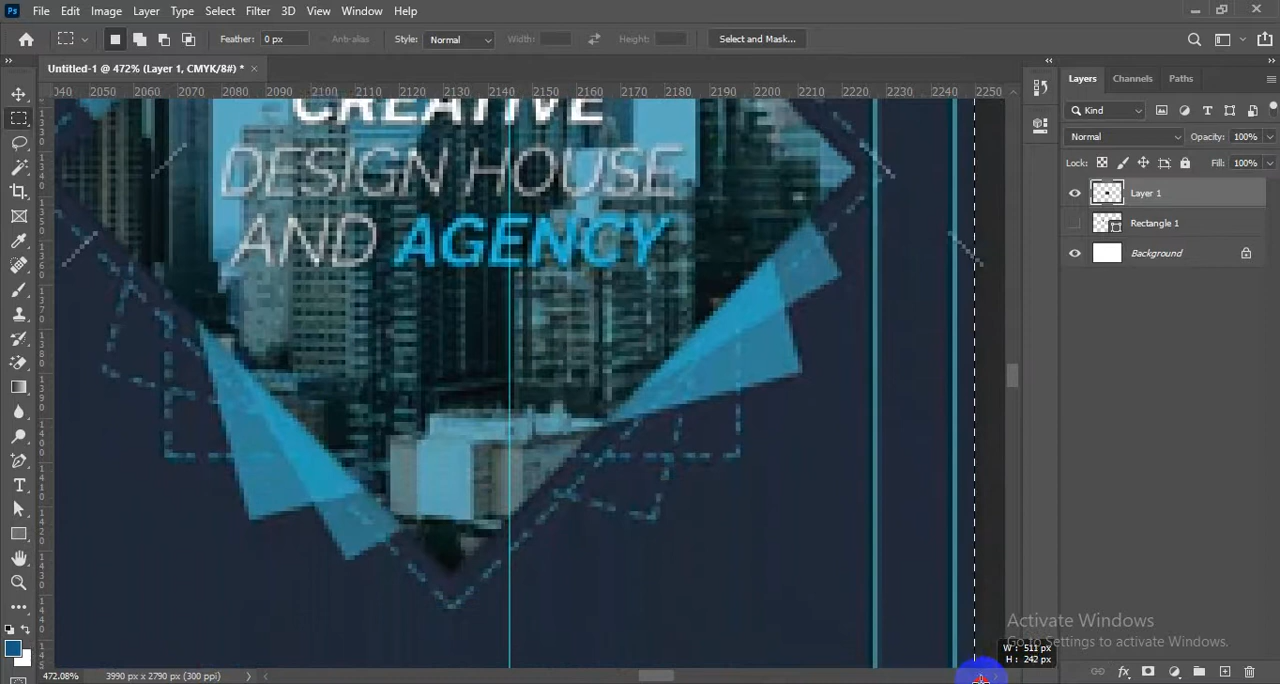 Ps File Edit Image Layer Type Select Filter 3D View Window Help
Feather: 0 px Anti-alias Style: Normal Width: Height: Select and Mask...
Untitled-1 @ 472% (Layer 1, CMYK/8#) * ×
Layers Channels Paths
040 2050 2060 2070 2080 2090 2100 2110 2120 2130 2140 2150 2160 2170 2180 2190 2200 2210 2220 2230 2240 2250
Kind
Normal Opacity: 100%
Lock: Fill: 100%
Layer 1
Rectangle 1
Background
CREATIVE
DESIGN HOUSE
AND AGENCY
Activate Windows
Go to Settings to activate Windows.
W: 511 px
H: 242 px
472.08% 3990 px x 2790 px (300 ppi)